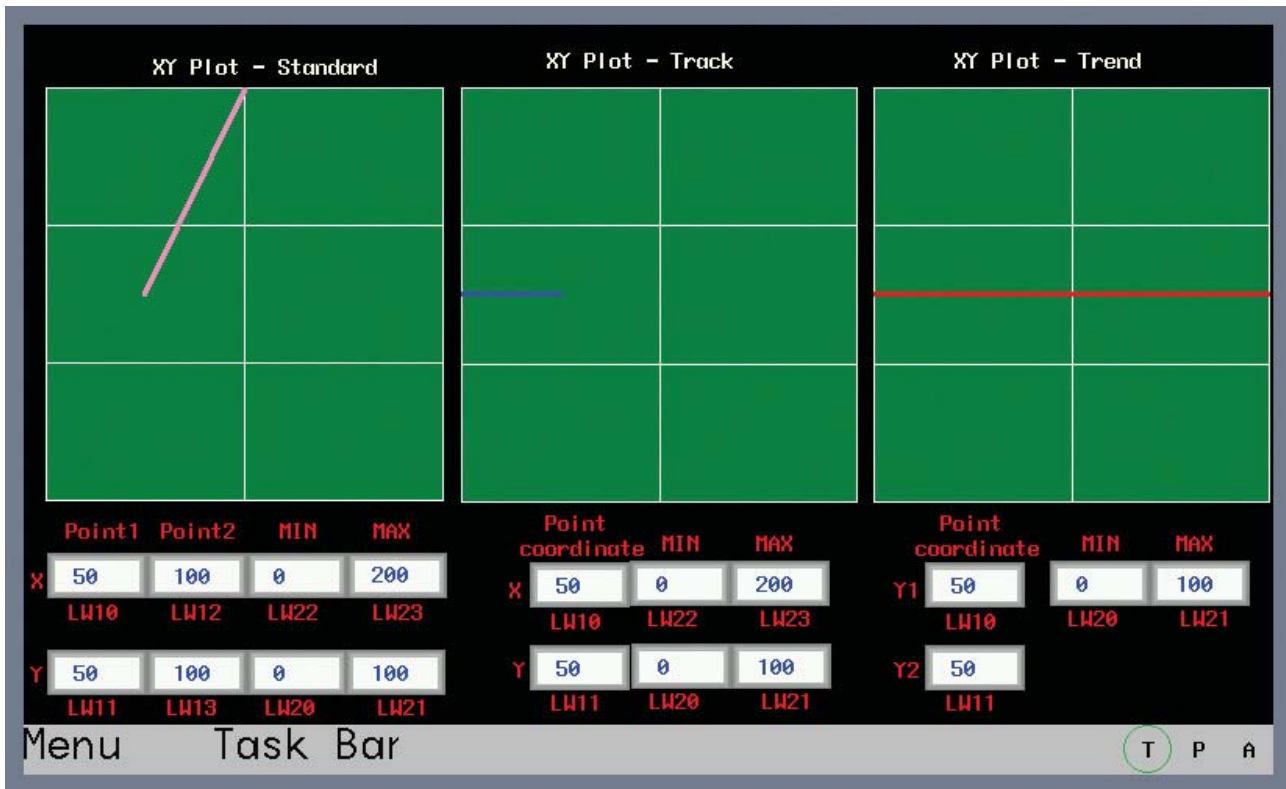 XY Plot - Standard
XY Plot - Track
XY Plot - Trend
Point1 Point2 MIN MAX
X 50 100 0 200
LW10 LW12 LW22 LW23
Y 50 100 0 100
LW11 LW13 LW20 LW21
Point
coordinate MIN MAX
X 50 0 200
LW10 LW22 LW23
Y 50 0 100
LW11 LW20 LW21
Point
coordinate MIN MAX
Y1 50 0 100
LW10 LW20 LW21
Y2 50
LW11
Menu Task Bar T P A